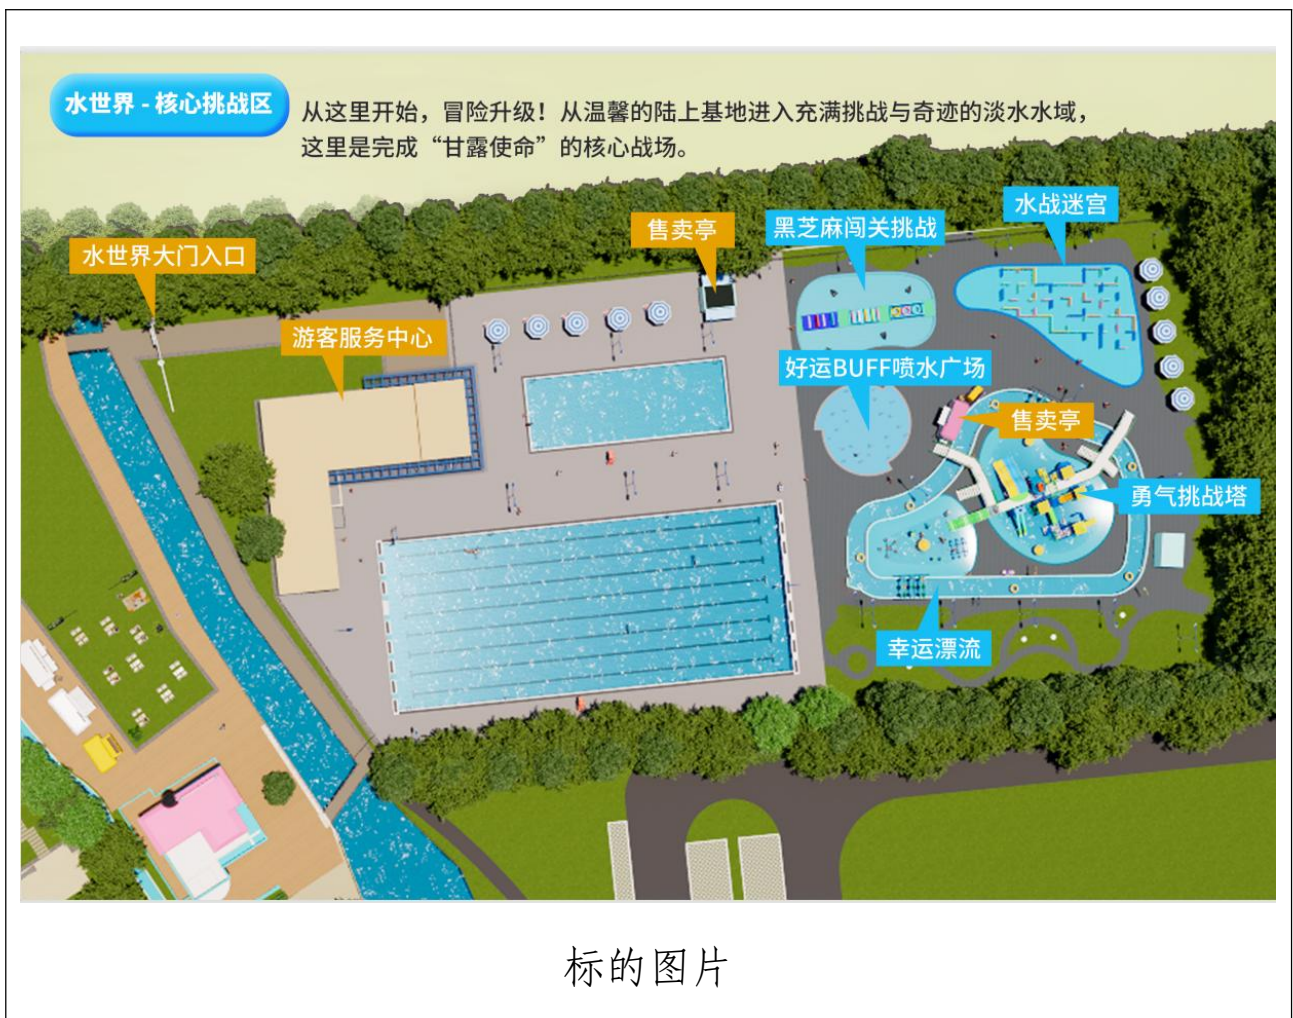 水世界 - 核心挑战区
从这里开始，冒险升级！从温馨的陆上基地进入充满挑战与奇迹的淡水水域，
这里是完成“甘露使命”的核心战场。
水战迷宫
售卖亭
黑芝麻闯关挑战
水世界大门入口
游客服务中心
好运BUFF喷水广场
售卖亭
勇气挑战塔
幸运漂流
标的图片